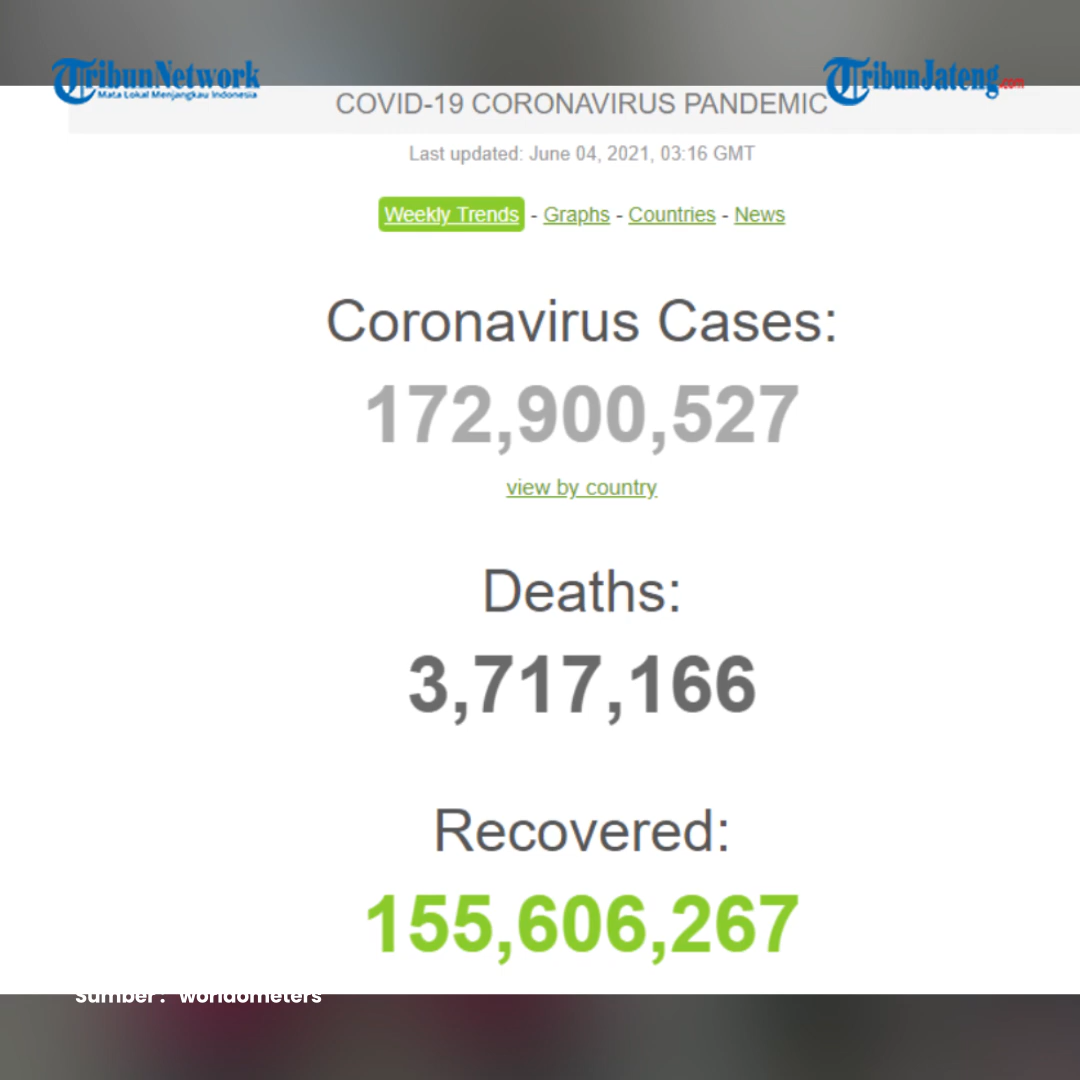 TribunNetwork
Mata Lokal Menjangkau Indonesia
TribunJateng.com
COVID-19 CORONAVIRUS PANDEMIC
Last updated: June 04, 2021, 03:16 GMT
Weekly Trends - Graphs - Countries - News
Coronavirus Cases:
172,900,527
view by country
Deaths:
3,717,166
Recovered:
155,606,267
Sumber : worldometers